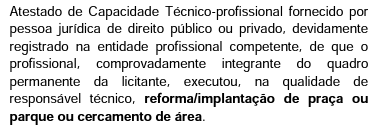 Atestado de Capacidade Técnico-profissional fornecido por
pessoa jurídica de direito público ou privado, devidamente
registrado na entidade profissional competente, de que o
profissional, comprovadamente integrante do quadro
permanente da licitante, executou, na qualidade de
responsável técnico, reforma/implantação de praça ou
parque ou cercamento de área.